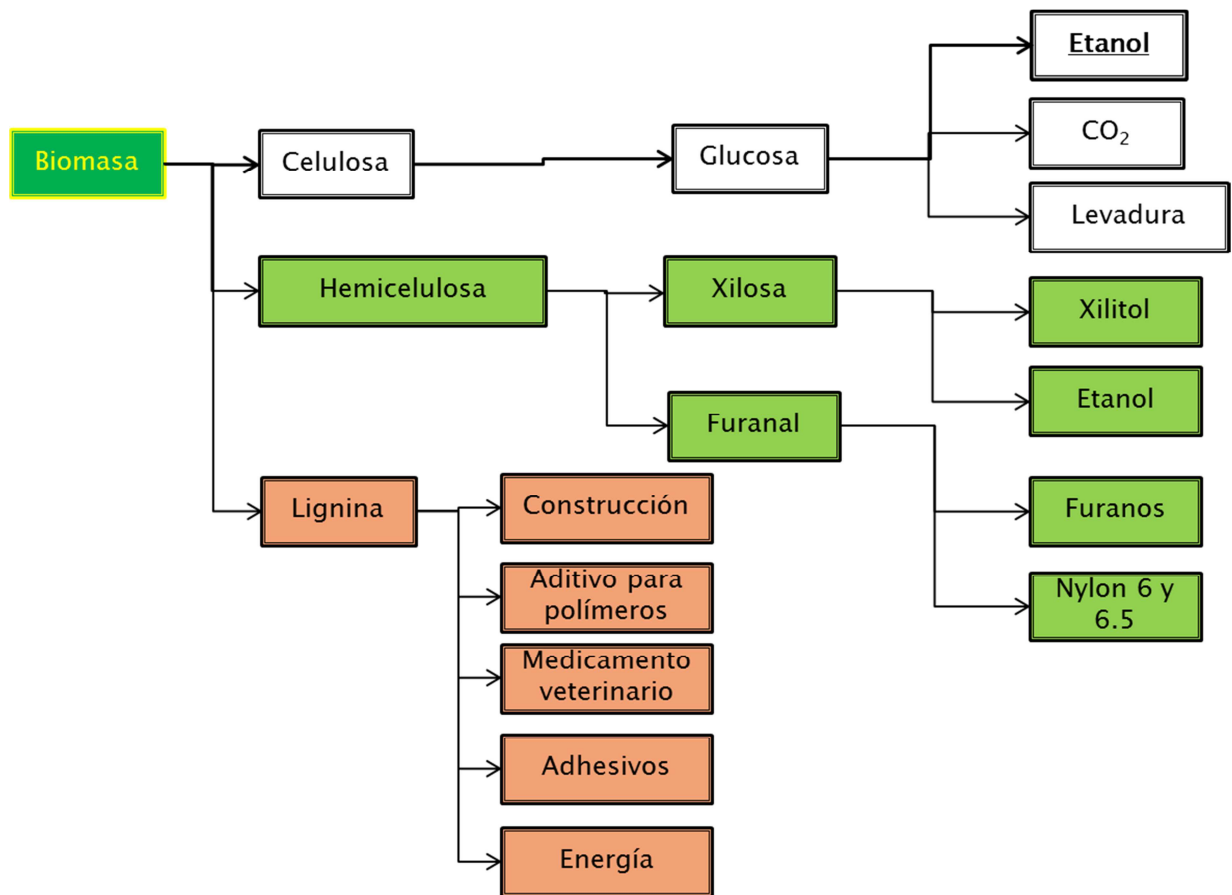 Etanol
CO₂
Levadura
Biomasa
Celulosa
Glucosa
Hemicelulosa
Xilosa
Xilitol
Etanol
Furanal
Furanos
Nylon 6 y
6.5
Lignina
Construcción
Aditivo para
polímeros
Medicamento
veterinario
Adhesivos
Energía